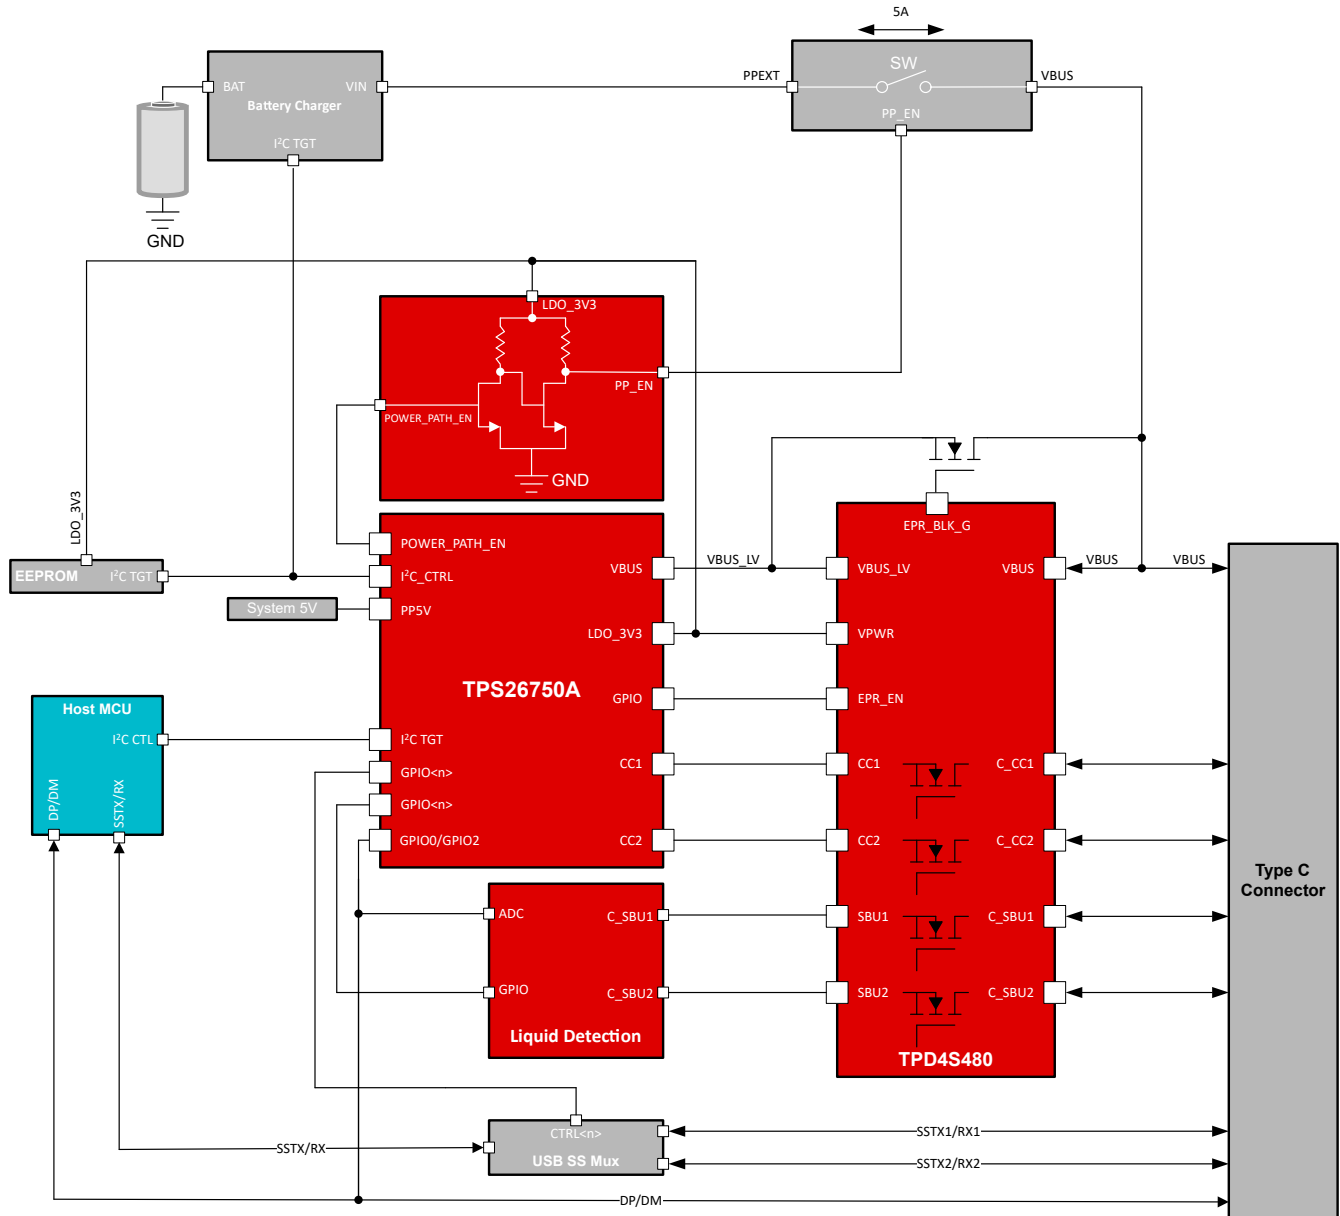 5A
SW
PPEXT
VBUS
PP_EN
BAT
VIN
Battery Charger
I²C TGT
GND
LDO_3V3
PP_EN
POWER_PATH_EN
GND
LDO_3V3
EEPROM
I²C TGT
System 5V
POWER_PATH_EN
I²C_CTRL
PP5V
VBUS
LDO_3V3
TPS26750A
GPIO
I²C TGT
GPIO<n>
GPIO<n>
GPIO0/GPIO2
CC1
CC2
VBUS_LV
EPR_BLK_G
VBUS_LV
VBUS
VPWR
EPR_EN
CC1
C_CC1
CC2
C_CC2
SBU1
C_SBU1
SBU2
C_SBU2
TPD4S480
VBUS
VBUS
Type C
Connector
Host MCU
I²C CTL
DP/DM
SSTX/RX
ADC
C_SBU1
GPIO
C_SBU2
Liquid Detection
CTRL<n>
USB SS Mux
SSTX/RX
SSTX1/RX1
SSTX2/RX2
DP/DM